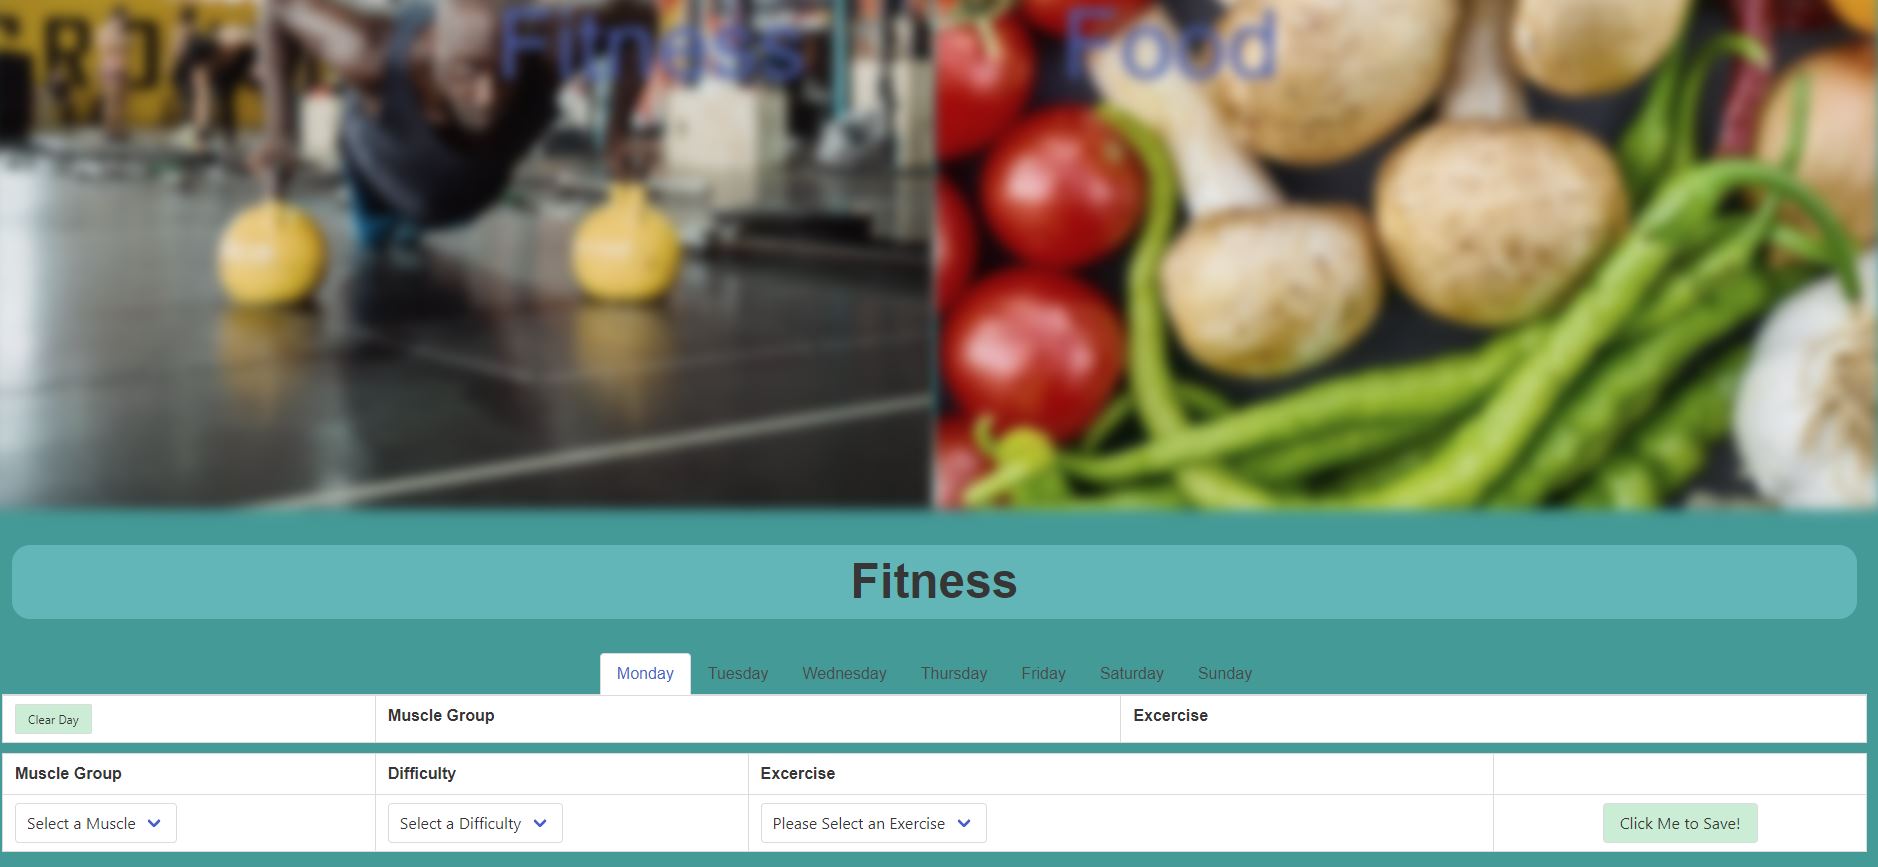 Fitness
Food
Fitness
Monday Tuesday Wednesday Thursday Friday Saturday Sunday
Clear Day Muscle Group Excercise
Muscle Group Difficulty Excercise
Select a Muscle Select a Difficulty Please Select an Exercise Click Me to Save!